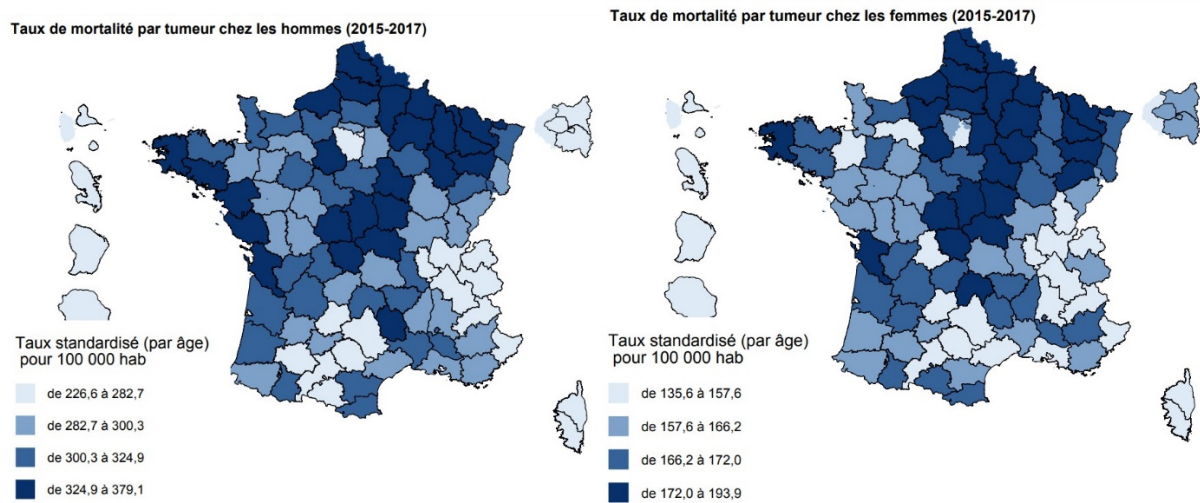 Taux de mortalité par tumeur chez les hommes (2015-2017)
Taux standardisé (par âge)
pour 100 000 hab
de 226,6 à 282,7
de 282,7 à 300,3
de 300,3 à 324,9
de 324,9 à 379,1
Taux de mortalité par tumeur chez les femmes (2015-2017)
Taux standardisé (par âge)
pour 100 000 hab
de 135,6 à 157,6
de 157,6 à 166,2
de 166,2 à 172,0
de 172,0 à 193,9